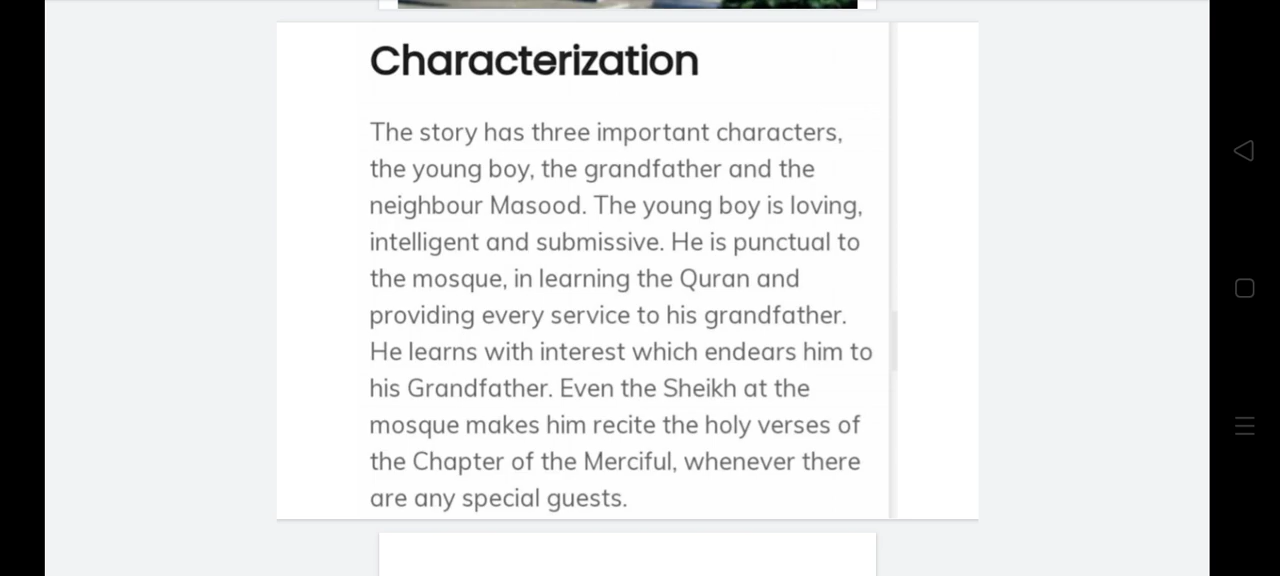 Characterization
The story has three important characters,
the young boy, the grandfather and the
neighbour Masood. The young boy is loving,
intelligent and submissive. He is punctual to
the mosque, in learning the Quran and
providing every service to his grandfather.
He learns with interest which endears him to
his Grandfather. Even the Sheikh at the
mosque makes him recite the holy verses of
the Chapter of the Merciful, whenever there
are any special guests.